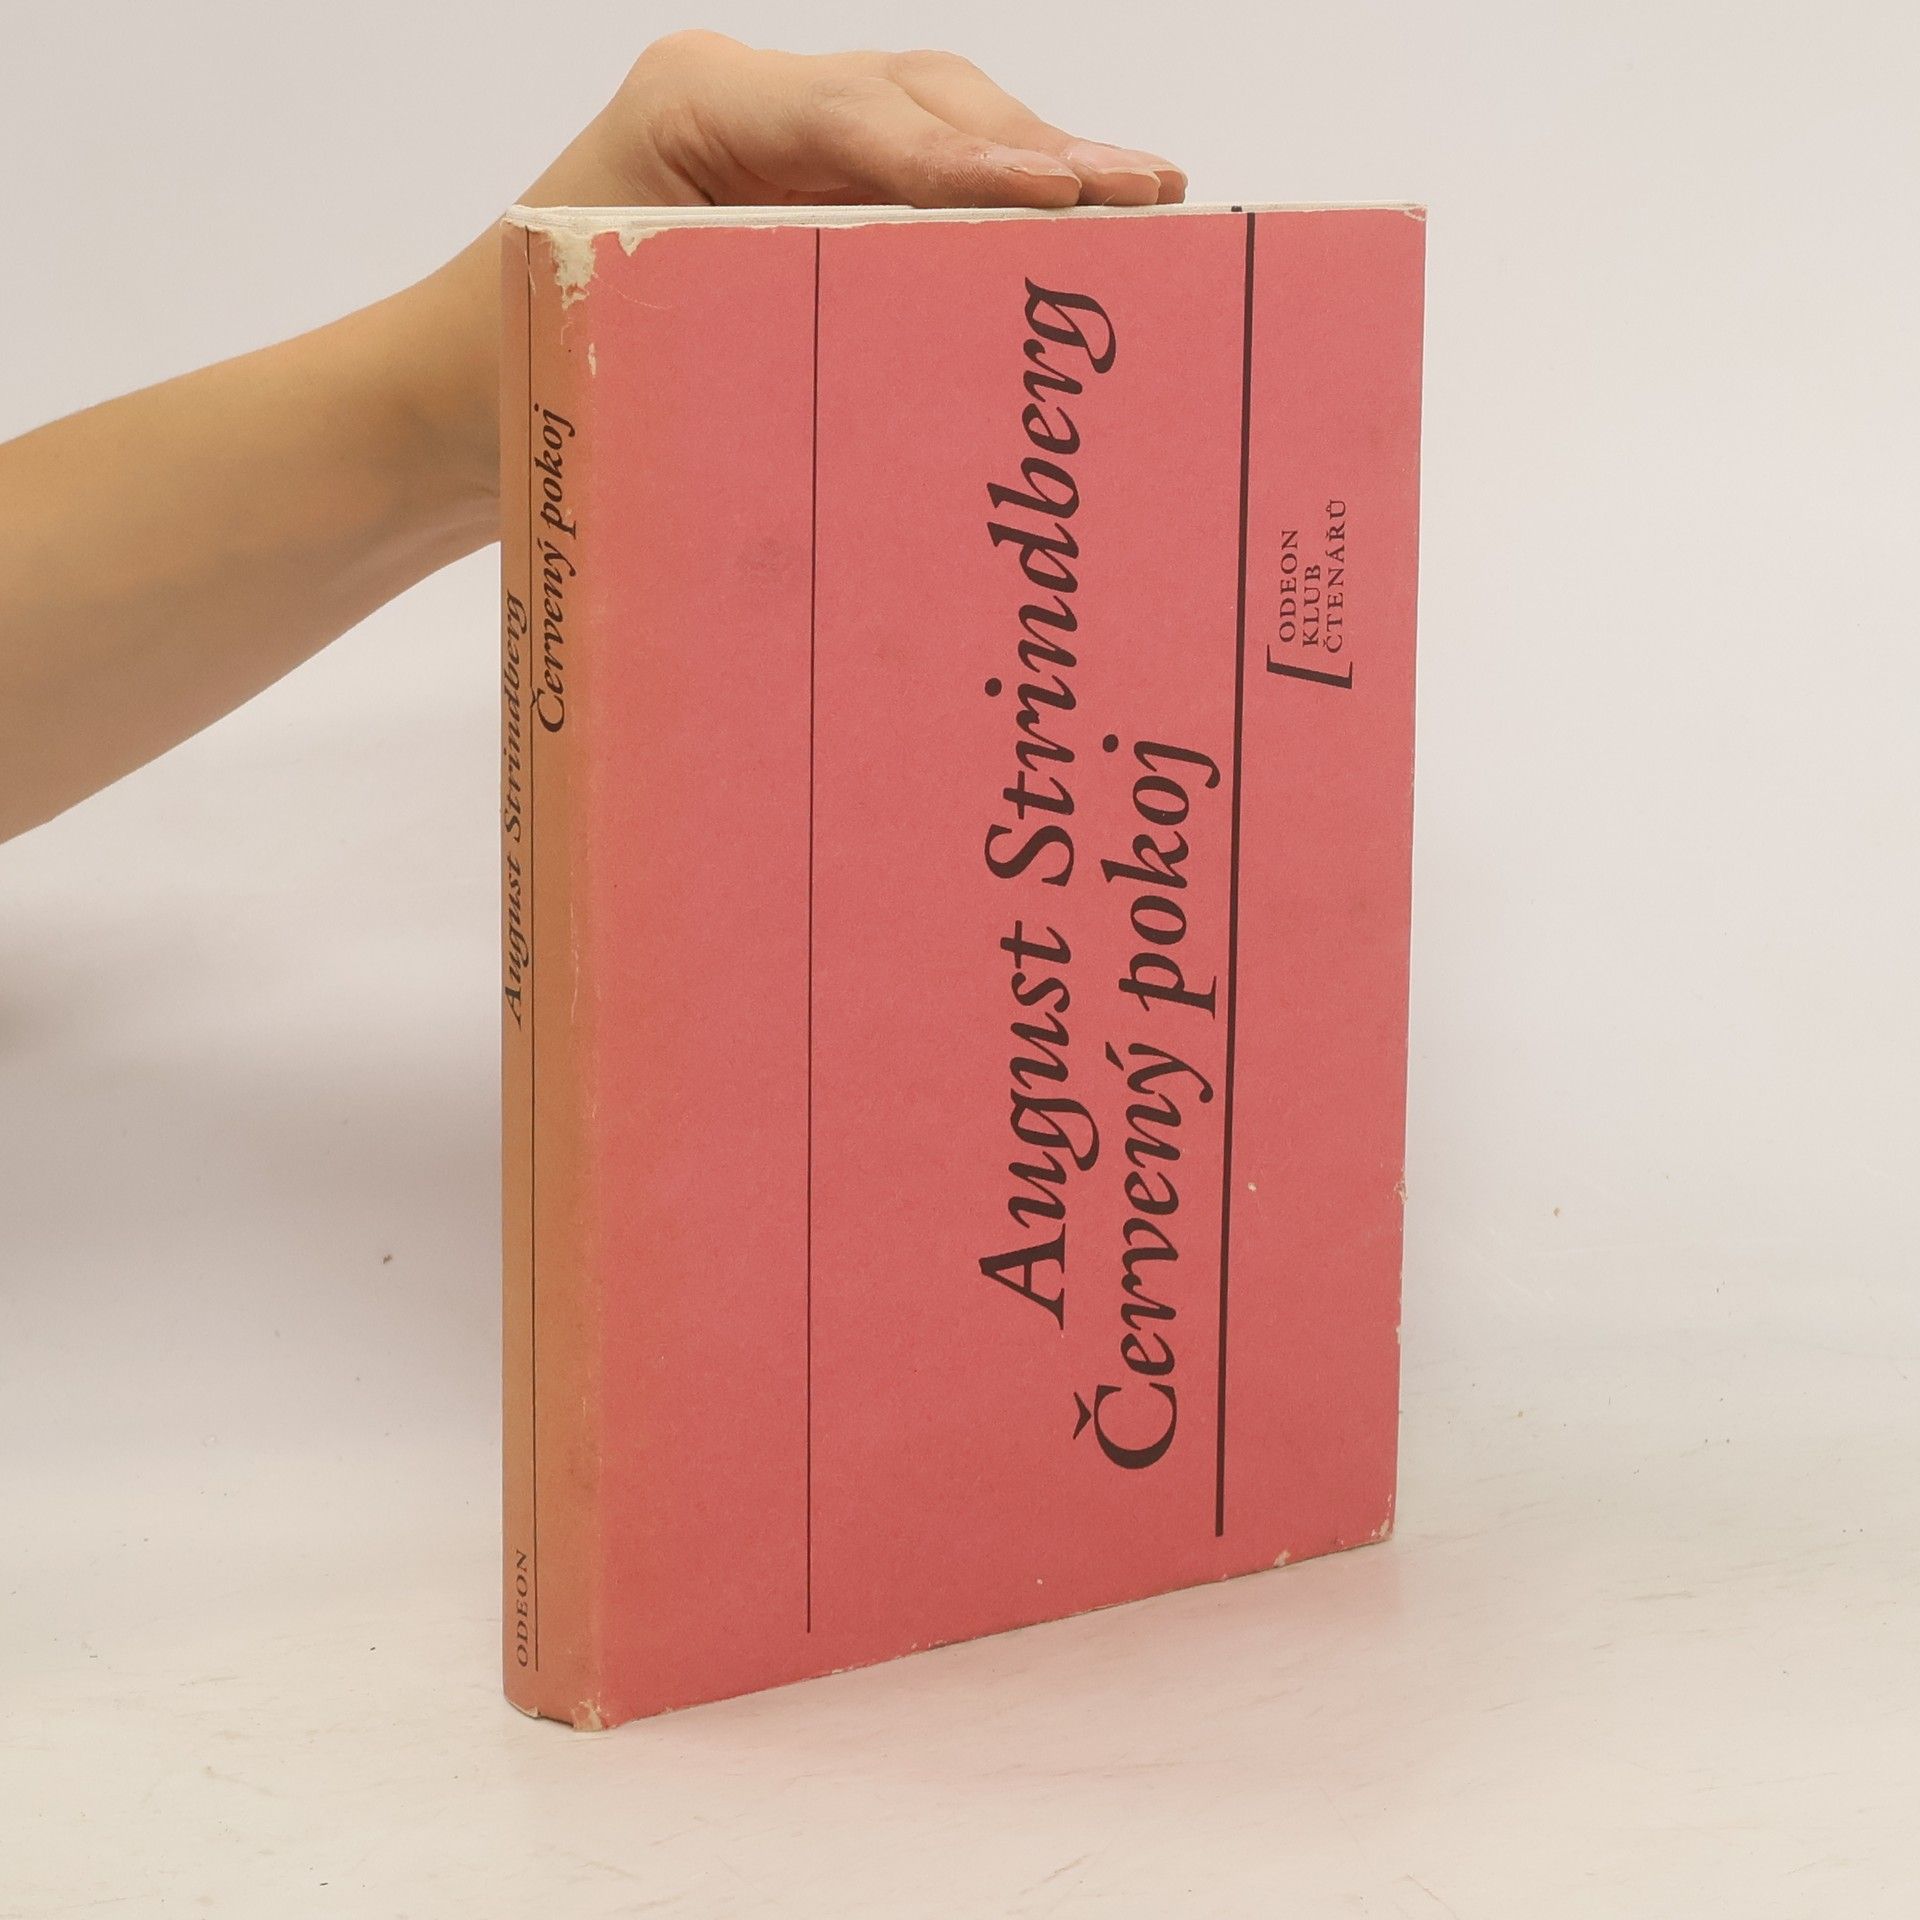 August Strindberg
Červený pokoj
ODEON
August Strindberg
Červený pokoj
ODEON
KLUB
ČTENÁŘŮ